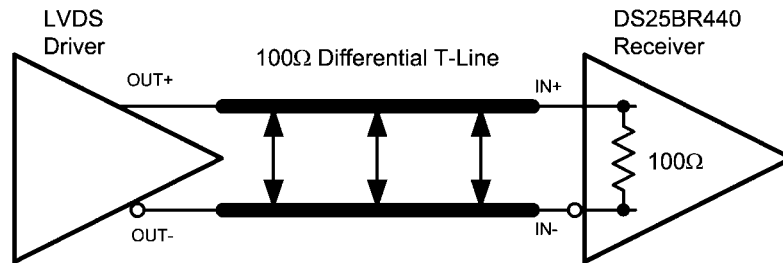 LVDS
Driver
DS25BR440
Receiver
100Ω Differential T-Line
OUT+
IN+
100Ω
OUT-
IN-